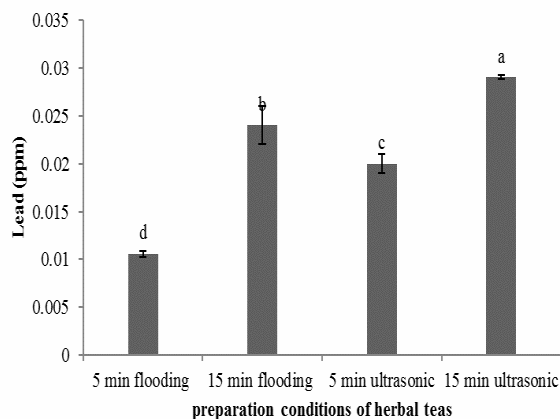 0.035
0.03
0.025
0.02
0.015
0.01
0.005
0
Lead (ppm)
d
b
c
a
5 min flooding 15 min flooding 5 min ultrasonic 15 min ultrasonic
preparation conditions of herbal teas